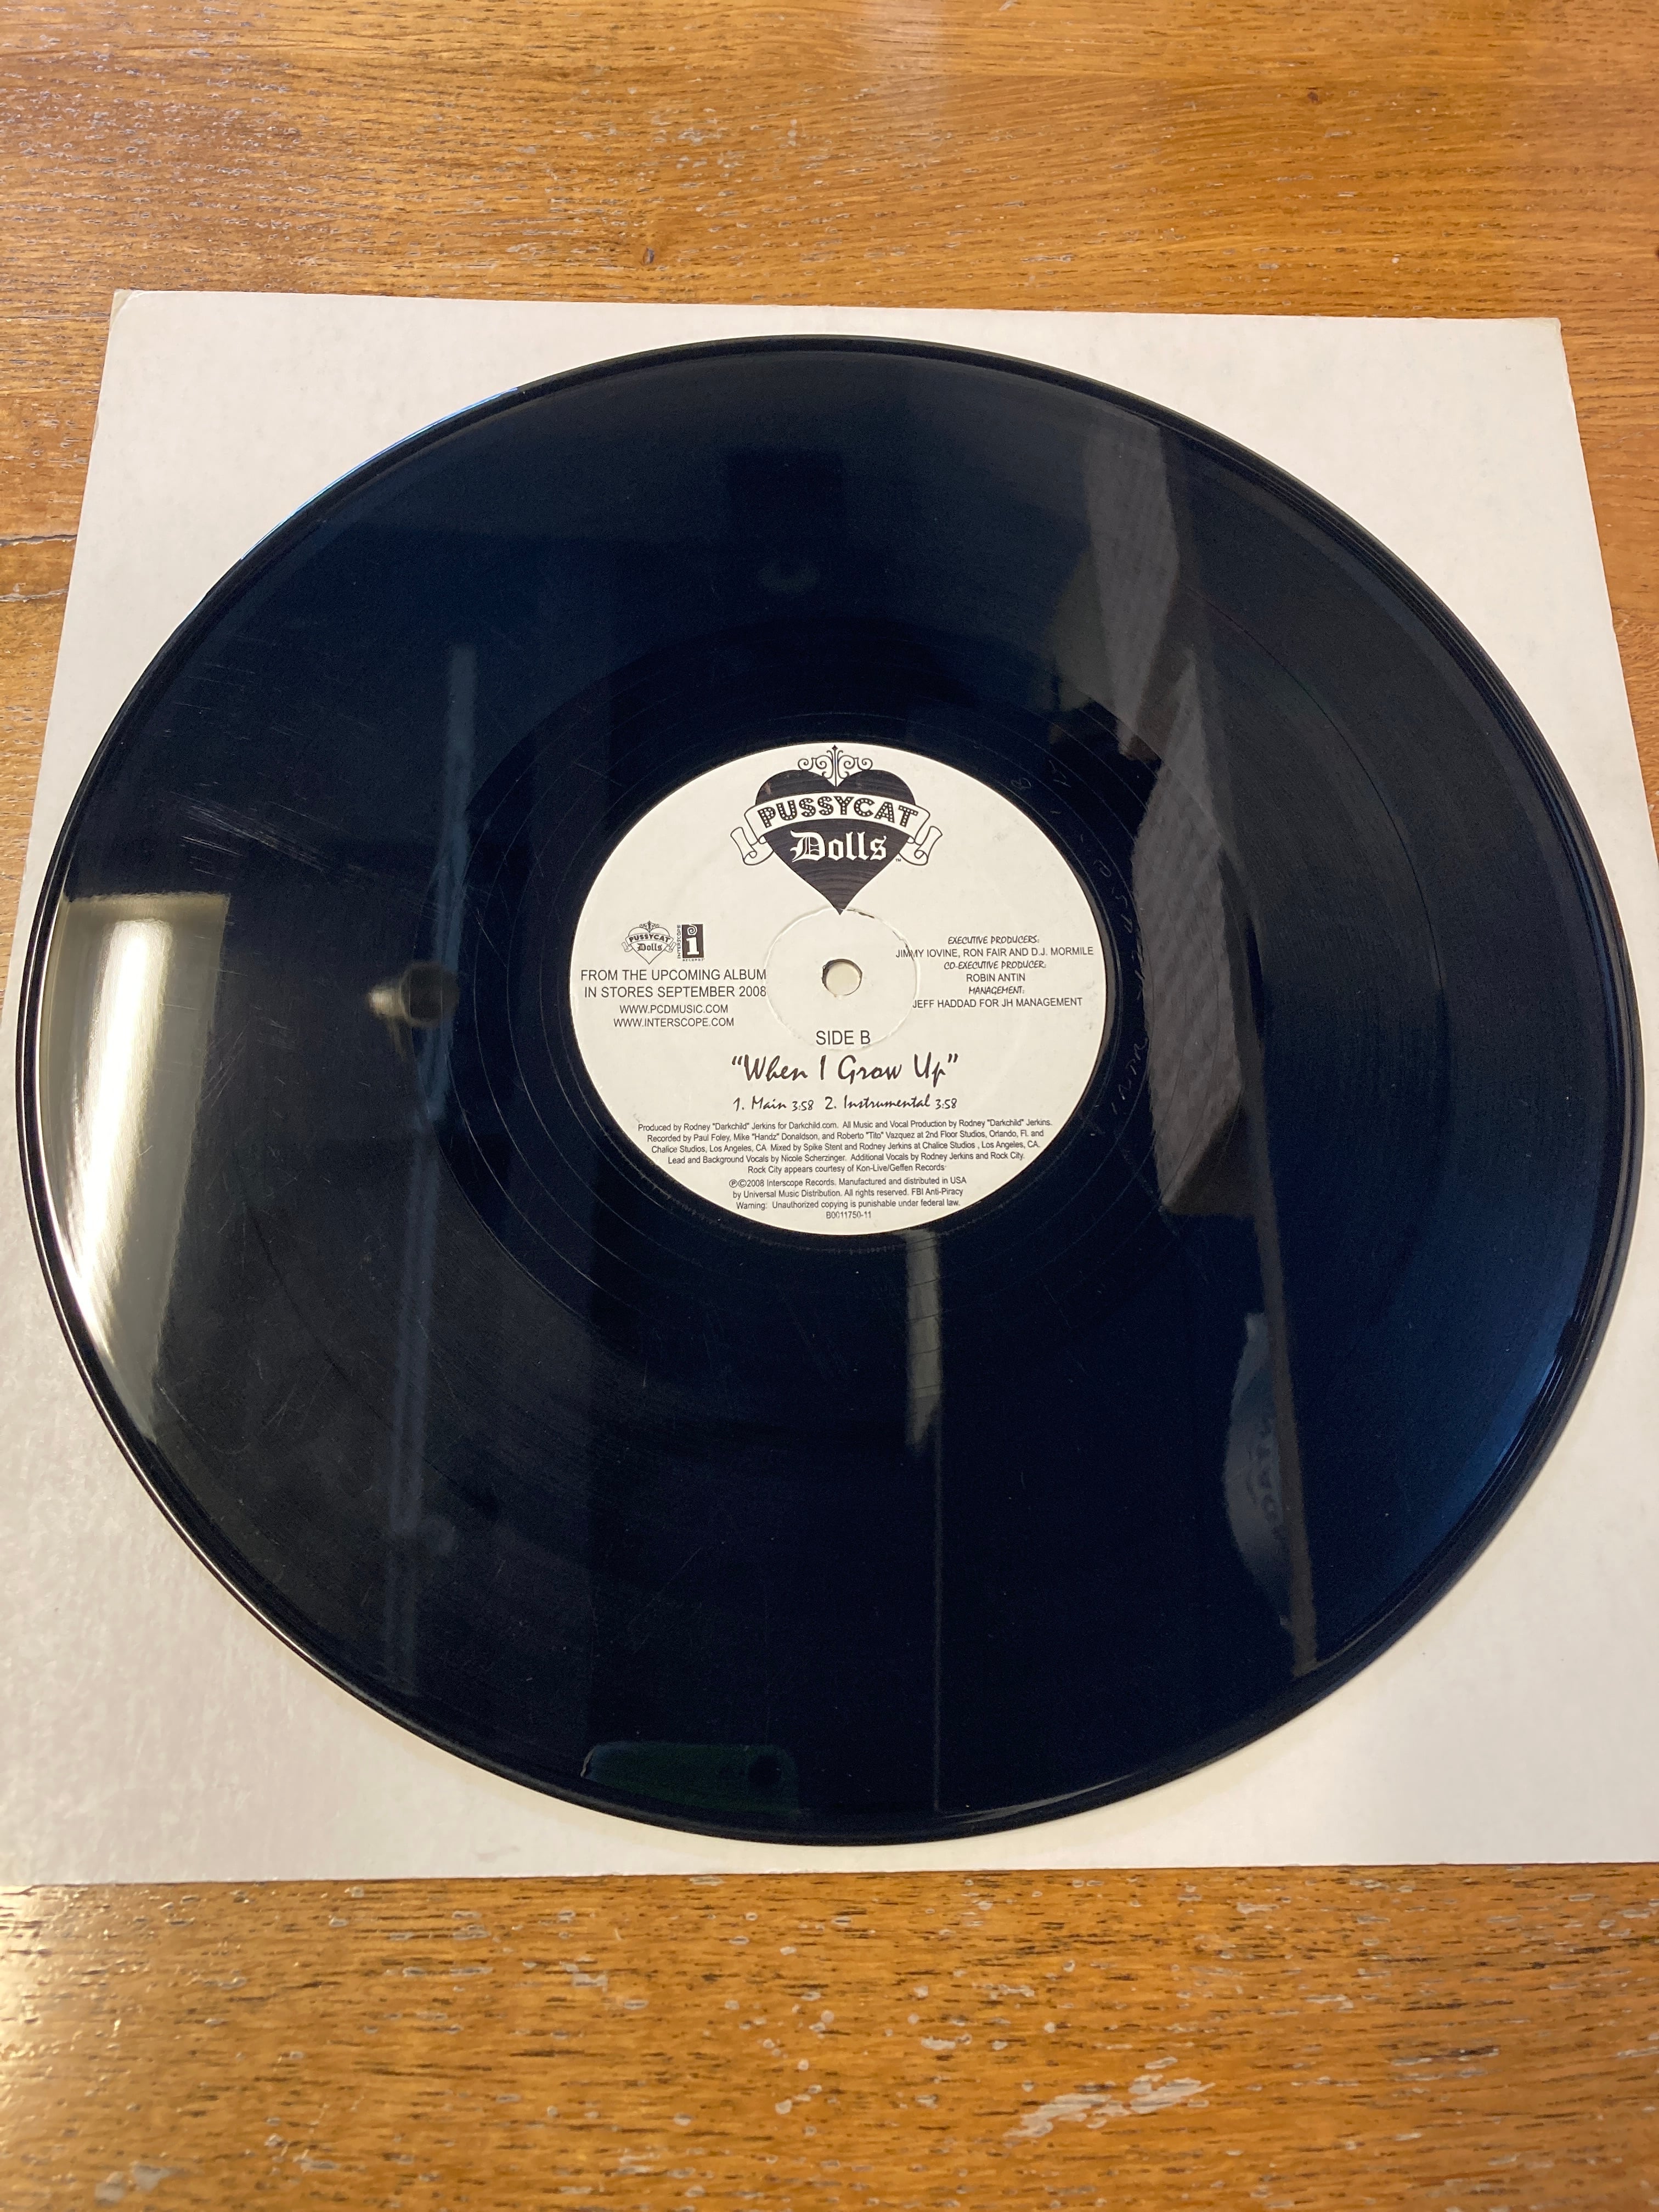 PUSSYCAT
Dolls™
PUSSYCAT
Dolls
INTERSCOPE
RECORDS
FROM THE UPCOMING ALBUM
IN STORES SEPTEMBER 2008
WWW.PCDMUSIC.COM
WWW.INTERSCOPE.COM
EXECUTIVE PRODUCERS:
JIMMY IOVINE, RON FAIR AND D.J. MORMILE
CO-EXECUTIVE PRODUCER:
ROBIN ANTIN
MANAGEMENT:
JEFF HADDAD FOR JH MANAGEMENT
SIDE B
"When I Grow Up"
1. Main 3:58 2. Instrumental 3:58
Produced by Rodney "Darkchild" Jerkins for Darkchild.com. All Music and Vocal Production by Rodney "Darkchild" Jerkins.
Recorded by Paul Foley, Mike "Handz" Donaldson, and Roberto "Tito" Vazquez at 2nd Floor Studios, Orlando, Fl. and
Chalice Studios, Los Angeles, CA. Mixed by Spike Stent and Rodney Jerkins at Chalice Studios , Los Angeles, CA.
Lead and Background Vocals by Nicole Scherzinger. Additional Vocals by Rodney Jerkins and Rock City.
Rock City appears courtesy of Kon-Live/Geffen Records
℗©2008 Interscope Records. Manufactured and distributed in USA
by Universal Music Distribution. All rights reserved. FBI Anti-Piracy
Warning: Unauthorized copying is punishable under federal law.
B0011750-11